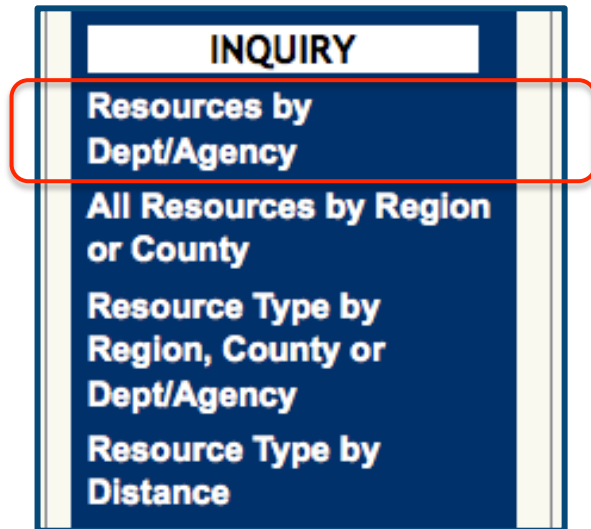 INQUIRY
Resources by
Dept/Agency
All Resources by Region
or County
Resource Type by
Region, County or
Dept/Agency
Resource Type by
Distance